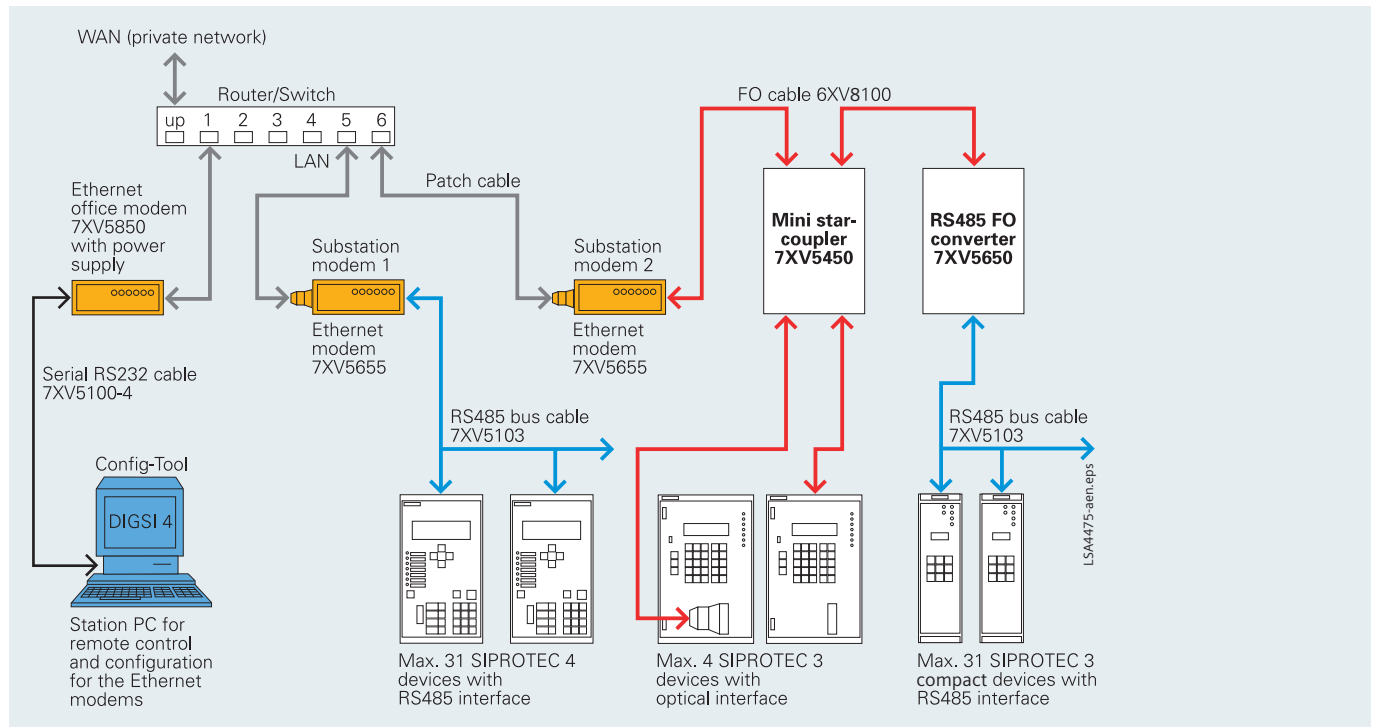 WAN (private network)
Router/Switch
up 1 2 3 4 5 6
LAN
FO cable 6XV8100
Patch cable
Ethernet
office modem
7XV5850
with power
supply
Substation
modem 1
Ethernet
modem
7XV5655
Substation
modem 2
Ethernet
modem
7XV5655
Mini star-
coupler
7XV5450
RS485 FO
converter
7XV5650
Serial RS232 cable
7XV5100-4
RS485 bus cable
7XV5103
RS485 bus cable
7XV5103
Config-Tool
DIGSI 4
Station PC for
remote control
and configuration
for the Ethernet
modems
Max. 31 SIPROTEC 4
devices with
RS485 interface
Max. 4 SIPROTEC 3
devices with
optical interface
Max. 31 SIPROTEC 3
compact devices with
RS485 interface
LSA4475-aen.eps